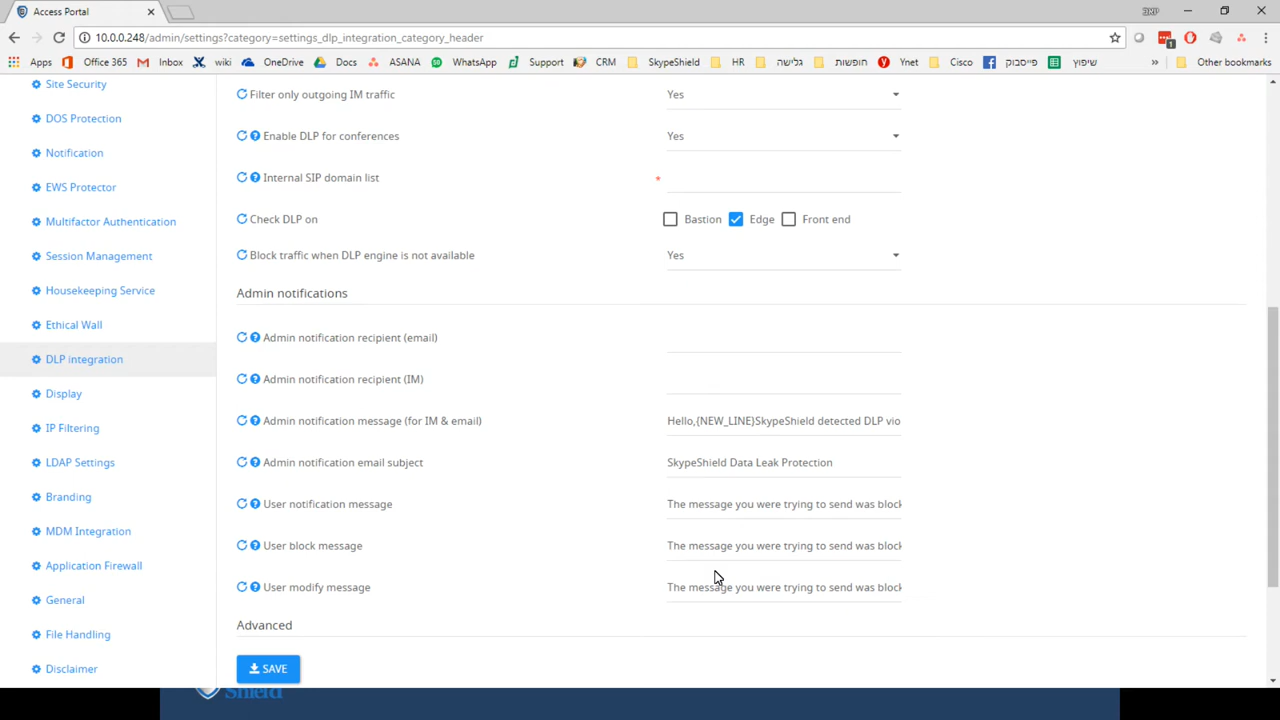 Access Portal
ברק
10.0.0.248/admin/settings?category=settings_dlp_integration_category_header
1
Apps Office 365 Inbox wiki OneDrive Docs ASANA WhatsApp Support CRM SkypeShield HR גלישה חופשות Ynet Cisco פייסבוק שיפוץ » Other bookmarks
Site Security
DOS Protection
Notification
EWS Protector
Multifactor Authentication
Session Management
Housekeeping Service
Ethical Wall
DLP integration
Display
IP Filtering
LDAP Settings
Branding
MDM Integration
Application Firewall
General
File Handling
Disclaimer
Filter only outgoing IM traffic Yes
Enable DLP for conferences Yes
Internal SIP domain list *
Check DLP on Bastion Edge Front end
Block traffic when DLP engine is not available Yes
Admin notifications
Admin notification recipient (email)
Admin notification recipient (IM)
Admin notification message (for IM & email) Hello,{NEW_LINE}SkypeShield detected DLP vio
Admin notification email subject SkypeShield Data Leak Protection
User notification message The message you were trying to send was block
User block message The message you were trying to send was block
User modify message The message you were trying to send was block
Advanced
SAVE
Shield